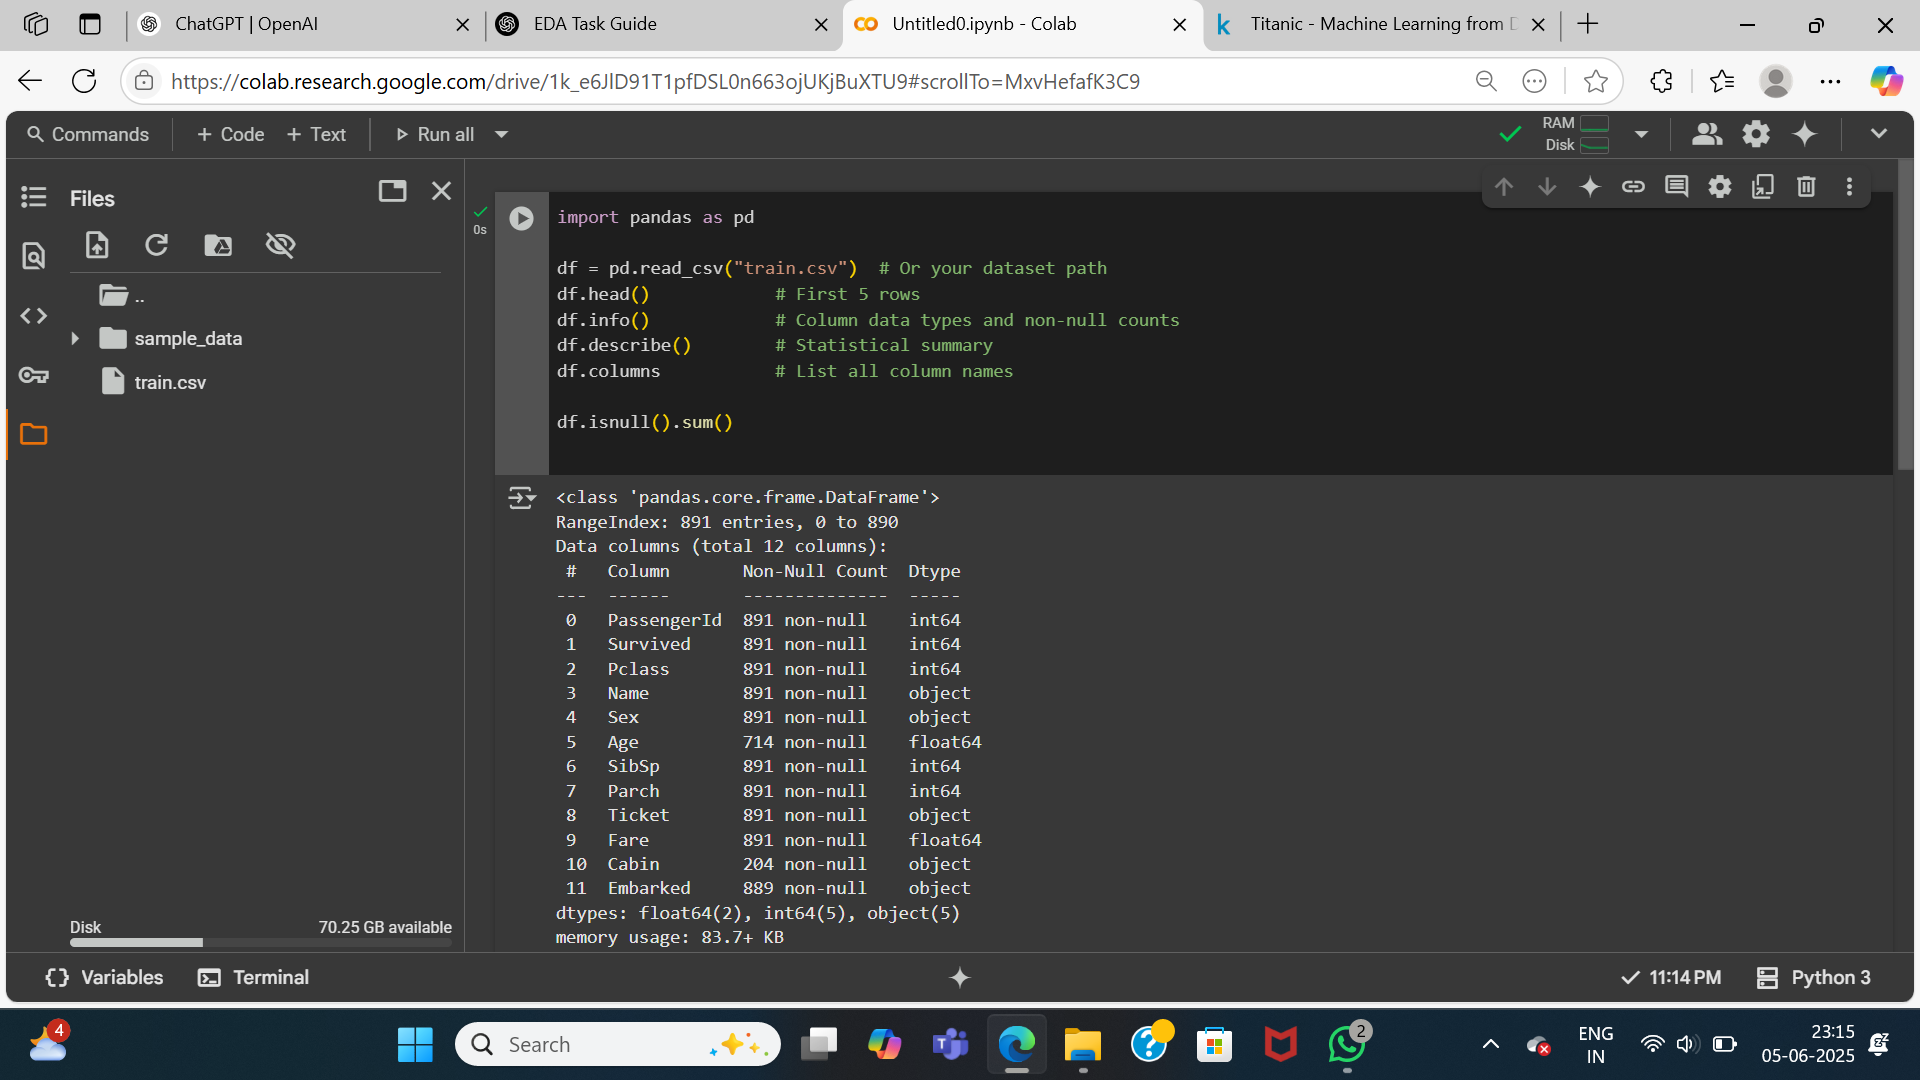 ChatGPT | OpenAI
EDA Task Guide
Untitled0.ipynb - Colab
Titanic - Machine Learning from D
https://colab.research.google.com/drive/1k_e6JlD91T1pfDSL0n663ojUKjBuXTU9#scrollTo=MxvHefafK3C9
Commands
+ Code
+ Text
Run all
RAM
Disk
Files
..
sample_data
train.csv
Disk
70.25 GB available
0s
import pandas as pd
df = pd.read_csv("train.csv")  # Or your dataset path
df.head()            # First 5 rows
df.info()            # Column data types and non-null counts
df.describe()        # Statistical summary
df.columns           # List all column names
df.isnull().sum()
<class 'pandas.core.frame.DataFrame'>
RangeIndex: 891 entries, 0 to 890
Data columns (total 12 columns):
 #   Column       Non-Null Count  Dtype
---  ------       --------------  -----
 0   PassengerId  891 non-null    int64
 1   Survived     891 non-null    int64
 2   Pclass       891 non-null    int64
 3   Name         891 non-null    object
 4   Sex          891 non-null    object
 5   Age          714 non-null    float64
 6   SibSp        891 non-null    int64
 7   Parch        891 non-null    int64
 8   Ticket       891 non-null    object
 9   Fare         891 non-null    float64
 10  Cabin        204 non-null    object
 11  Embarked     889 non-null    object
dtypes: float64(2), int64(5), object(5)
memory usage: 83.7+ KB
{} Variables
Terminal
11:14 PM
Python 3
4
Search
2
ENG
IN
23:15
05-06-2025